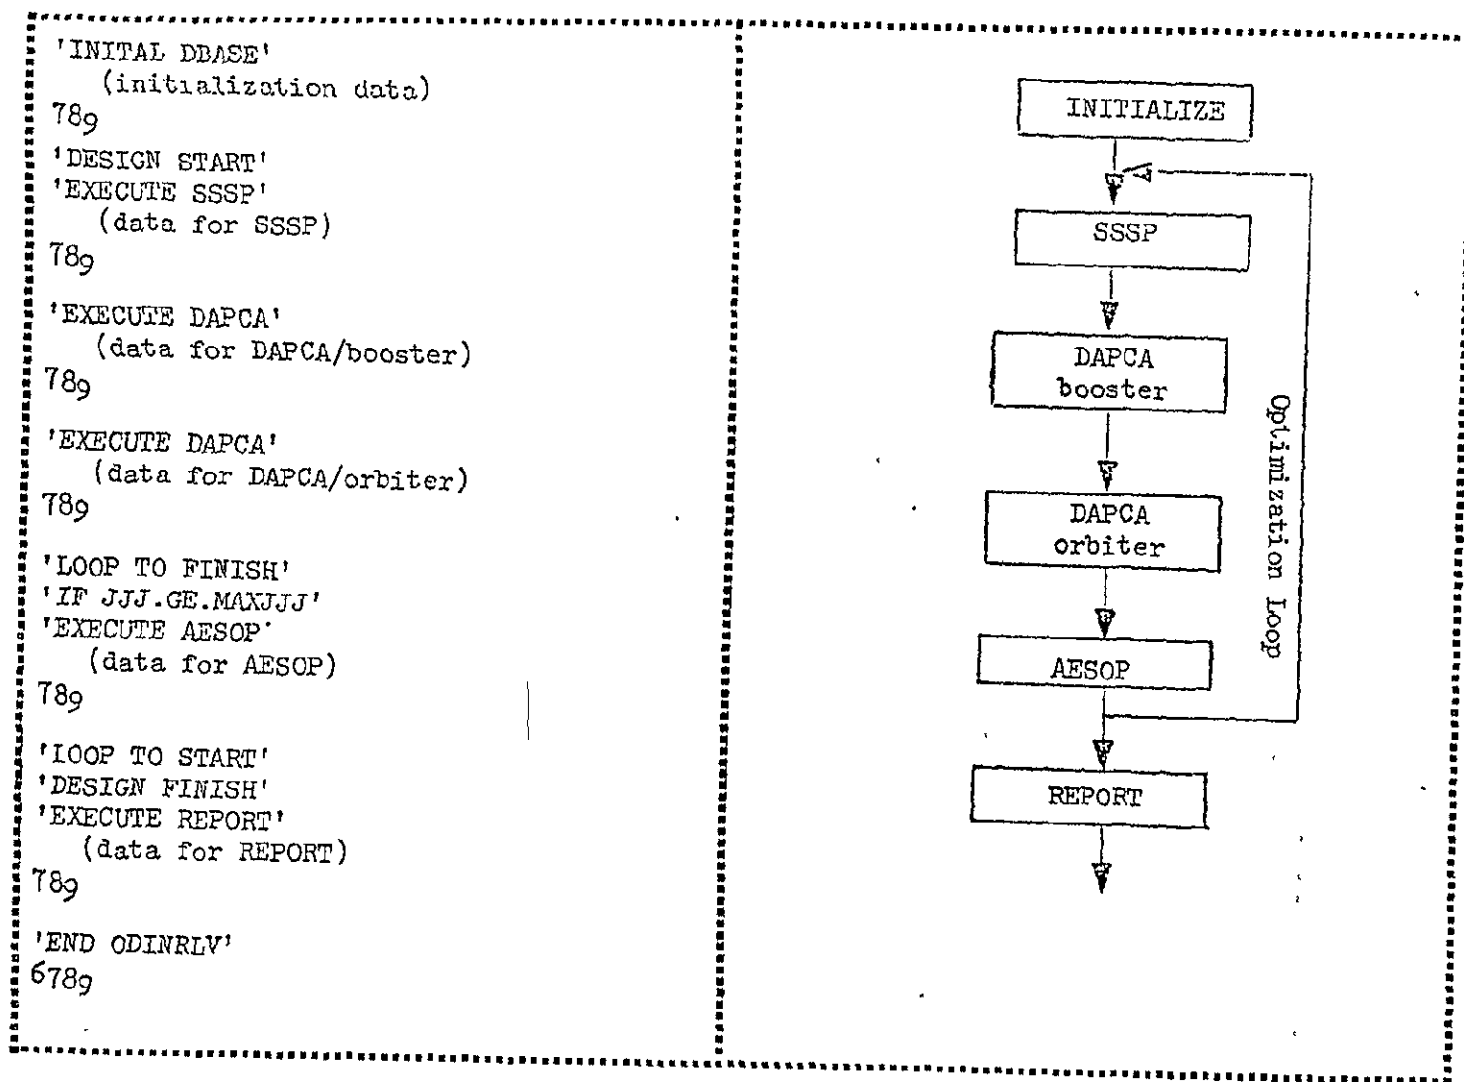 'INITAL DBASE'
(initialization data)
789
'DESIGN START'
'EXECUTE SSSP'
(data for SSSP)
789
'EXECUTE DAPCA'
(data for DAPCA/booster)
789
'EXECUTE DAPCA'
(data for DAPCA/orbiter)
789
'LOOP TO FINISH'
'IF JJJ.GE.MAXJJJ'
'EXECUTE AESOP'
(data for AESOP)
789
'LOOP TO START'
'DESIGN FINISH'
'EXECUTE REPORT'
(data for REPORT)
789
'END ODINRLV'
6789
INITIALIZE
SSSP
DAPCA
booster
DAPCA
orbiter
AESOP
REPORT
Optimization Loop